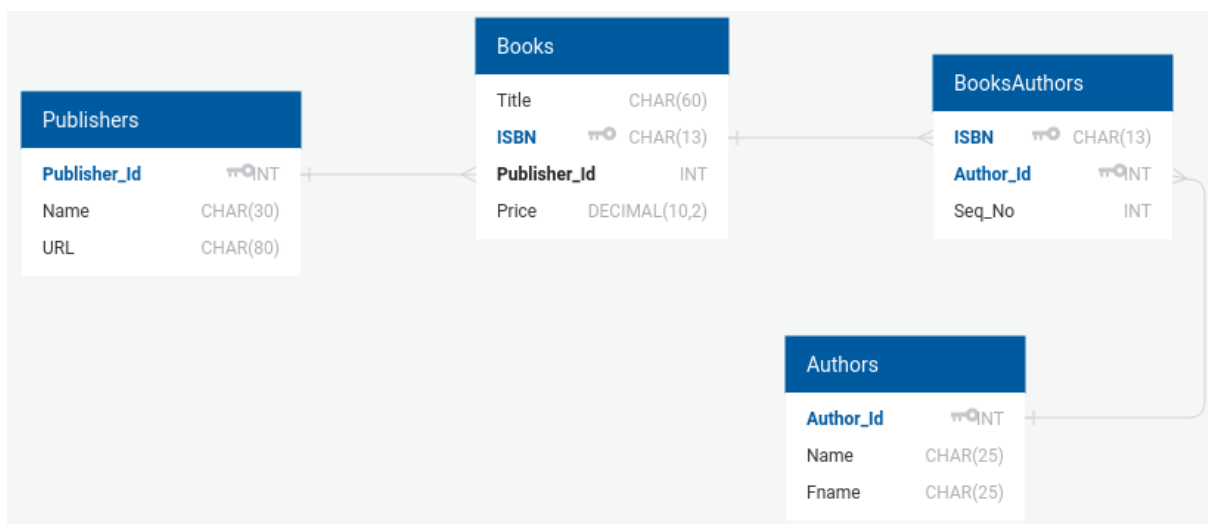 Publishers
Publisher_Id INT
Name CHAR(30)
URL CHAR(80)
Books
Title CHAR(60)
ISBN CHAR(13)
Publisher_Id INT
Price DECIMAL(10,2)
BooksAuthors
ISBN CHAR(13)
Author_Id INT
Seq_No INT
Authors
Author_Id INT
Name CHAR(25)
Fname CHAR(25)